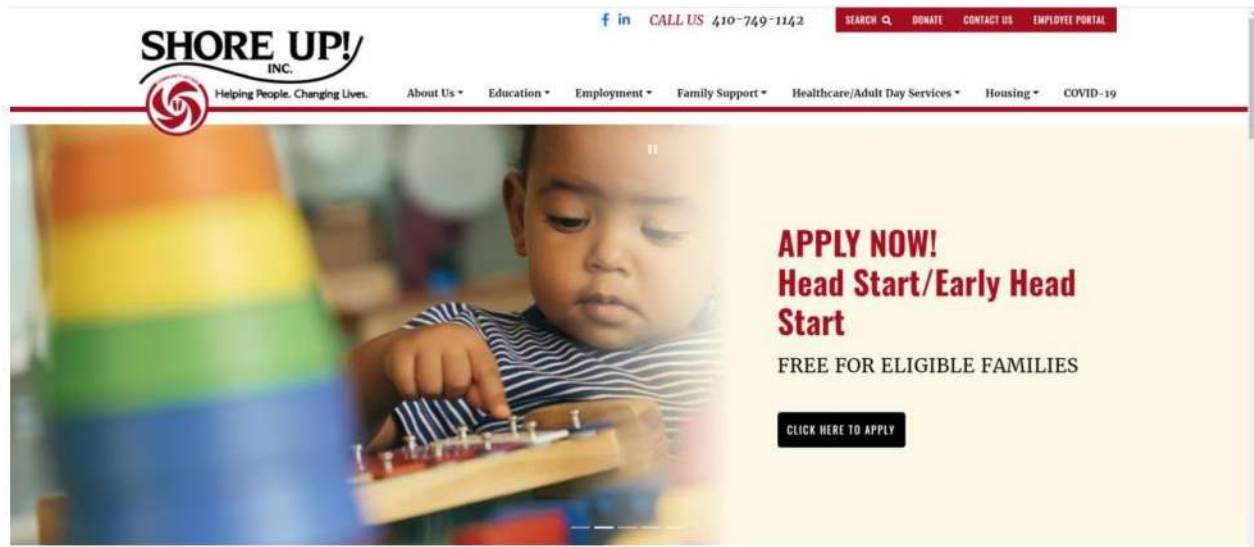 f in CALL US 410-749-1142 SEARCH DONATE CONTACT US EMPLOYEE PORTAL
SHORE UP!
INC.
Helping People. Changing Lives.
About Us Education Employment Family Support Healthcare/Adult Day Services Housing COVID-19
APPLY NOW!
Head Start/Early Head
Start
FREE FOR ELIGIBLE FAMILIES
CLICK HERE TO APPLY